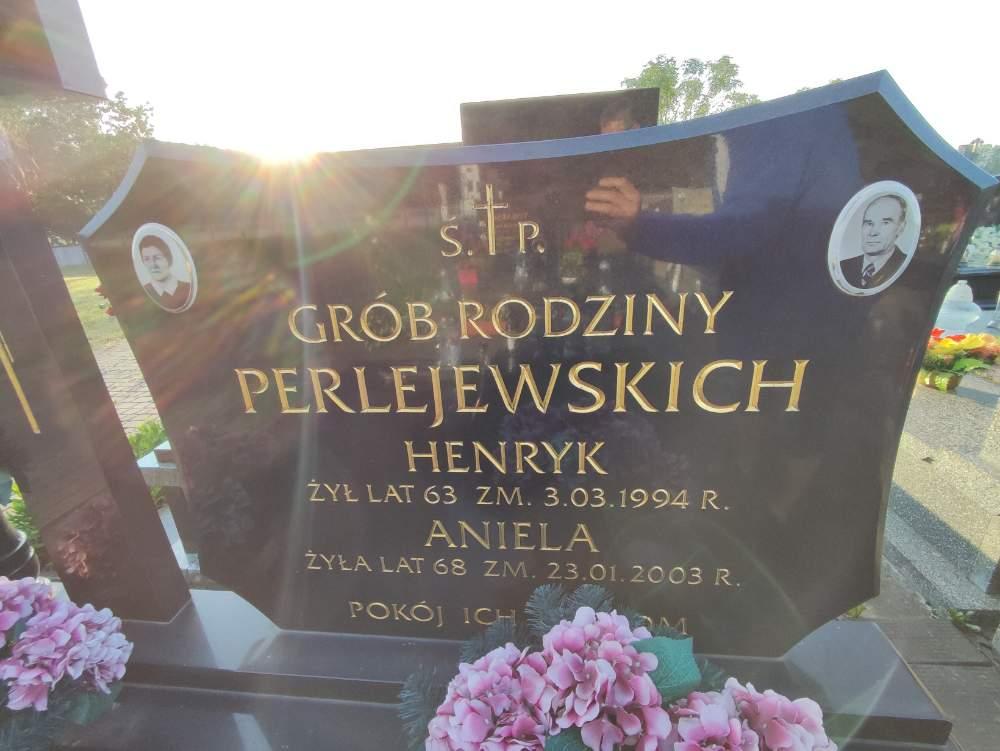 Ś. P.
GRÓB RODZINY
PERLEJEWSKICH
HENRYK
ŻYŁ LAT 63 ZM. 3.03.1994 R.
ANIELA
ŻYŁA LAT 68 ZM. 23.01.2003 R.
POKÓJ ICH